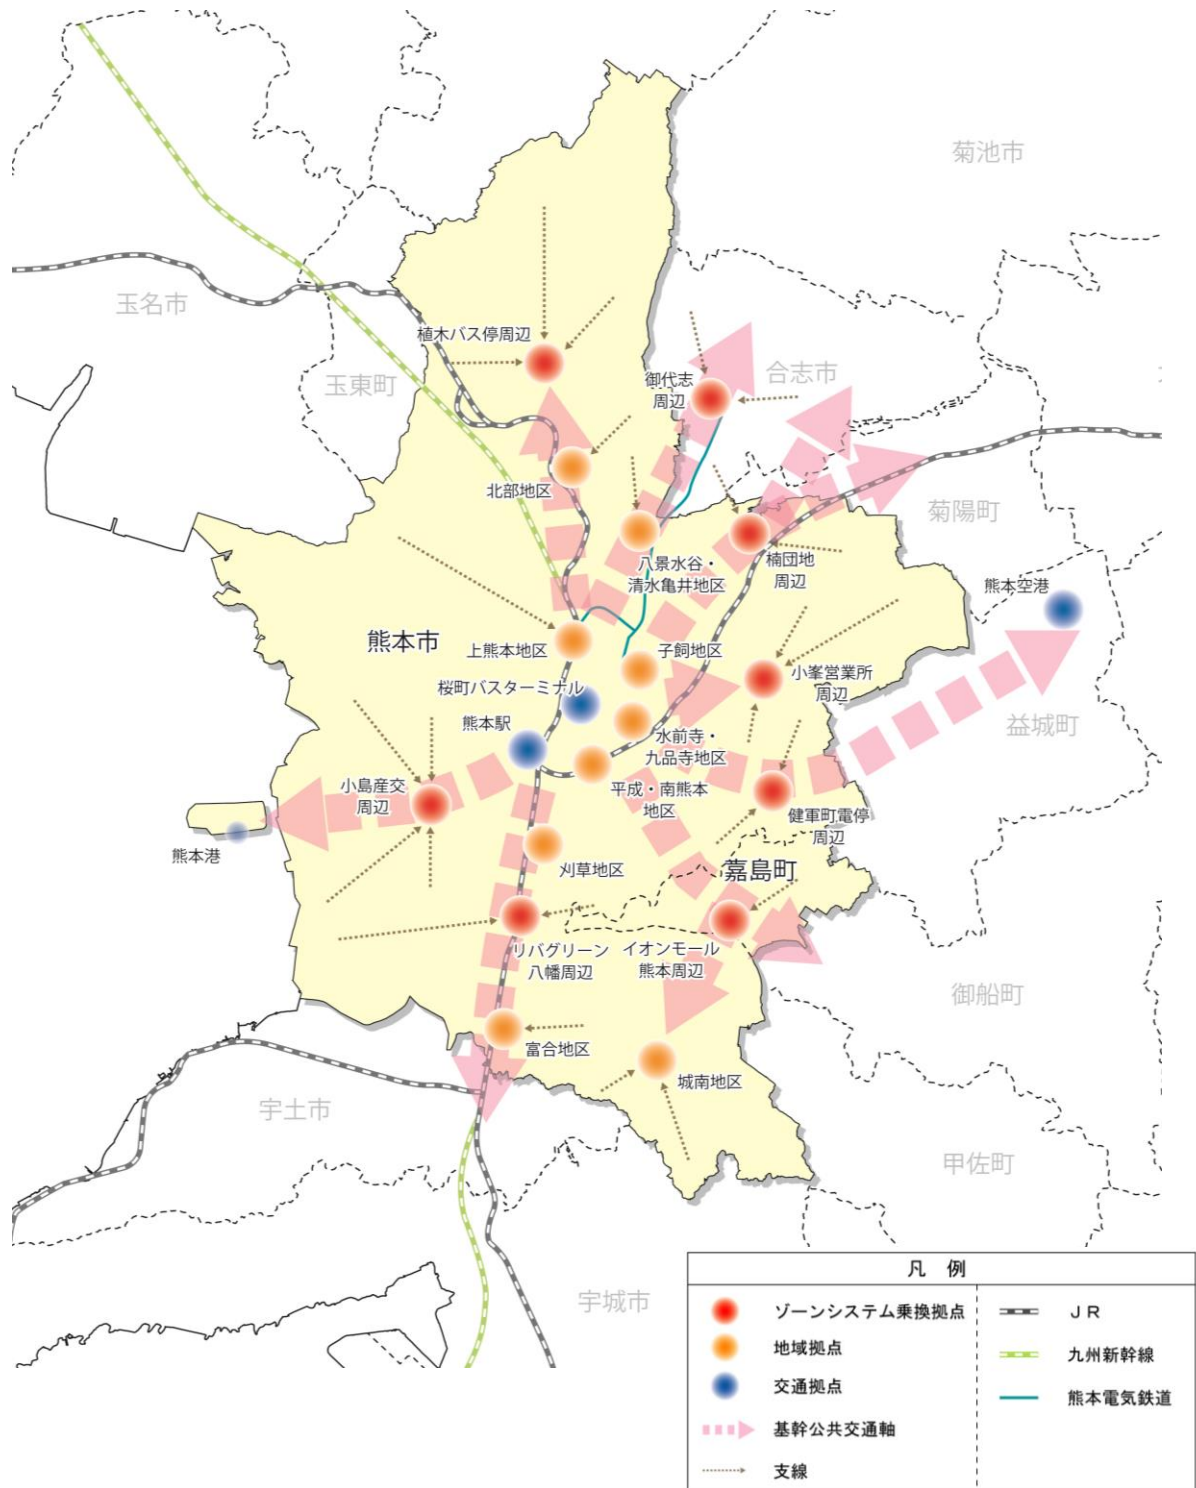 菊池市
玉名市
植木バス停周辺
玉東町
御代志
周辺
合志市
北部地区
菊陽町
八景水谷・
清水亀井地区
楠団地
周辺
熊本空港
熊本市
上熊本地区
子飼地区
小峯営業所
周辺
桜町バスターミナル
熊本駅
水前寺・
九品寺地区
益城町
小島産交
周辺
平成・南熊本
地区
健軍町電停
周辺
熊本港
刈草地区
嘉島町
リバグリーン
八幡周辺
イオンモール
熊本周辺
御船町
富合地区
城南地区
宇土市
甲佐町
宇城市
凡 例
ゾーンシステム乗換拠点
地域拠点
交通拠点
基幹公共交通軸
支線
JR
九州新幹線
熊本電気鉄道